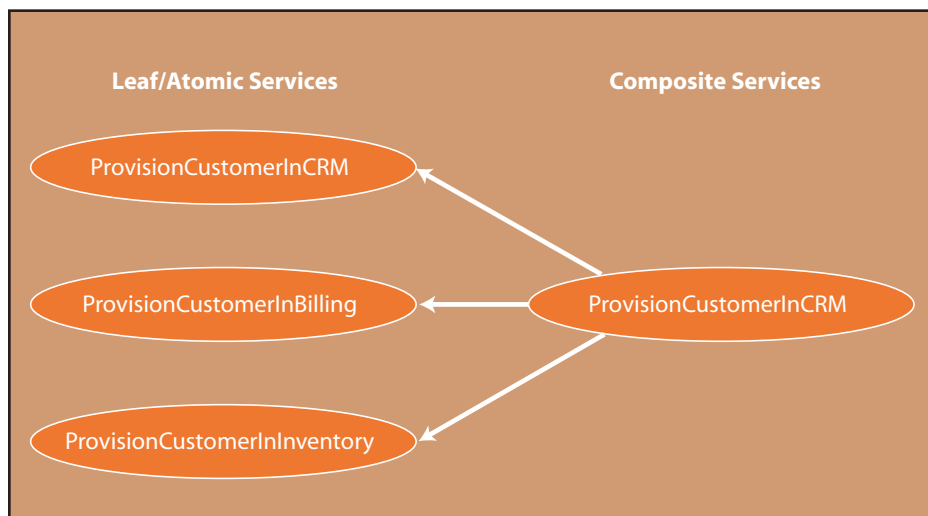 Leaf/Atomic Services
Composite Services
ProvisionCustomerInCRM
ProvisionCustomerInBilling
ProvisionCustomerInCRM
ProvisionCustomerInInventory